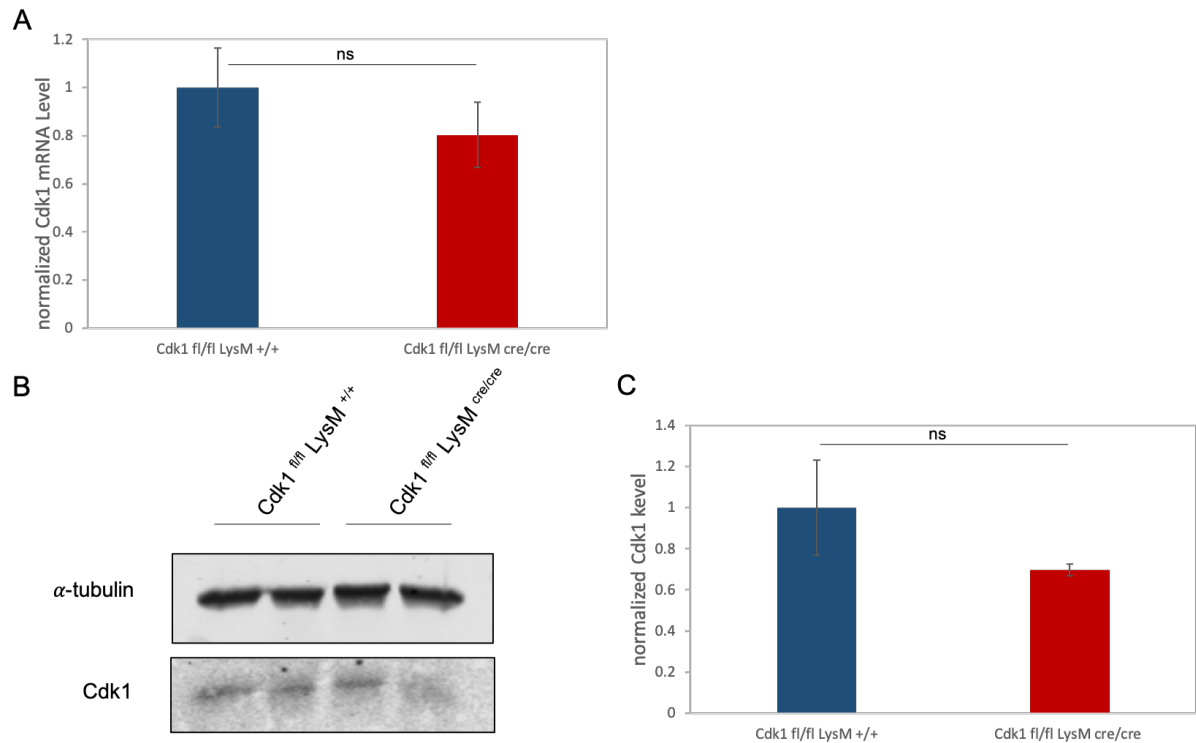 A
1.2
1
0.8
0.6
0.4
0.2
0
normalized Cdk1 mRNA Level
ns
Cdk1 fl/fl LysM +/+
Cdk1 fl/fl LysM cre/cre
B
Cdk1 fl/fl LysM +/+
Cdk1 fl/fl LysM cre/cre
α-tubulin
Cdk1
C
1.4
1.2
1
0.8
0.6
0.4
0.2
0
normalized Cdk1 kevel
ns
Cdk1 fl/fl LysM +/+
Cdk1 fl/fl LysM cre/cre